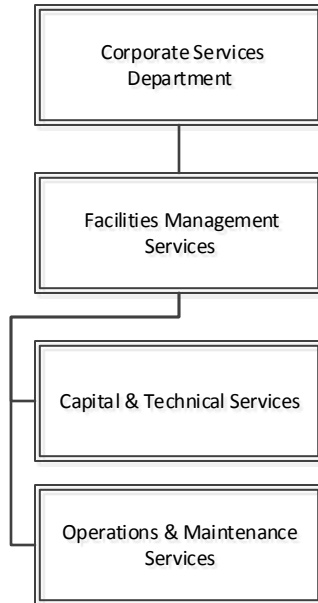 Corporate Services
Department
Facilities Management
Services
Capital & Technical Services
Operations & Maintenance
Services